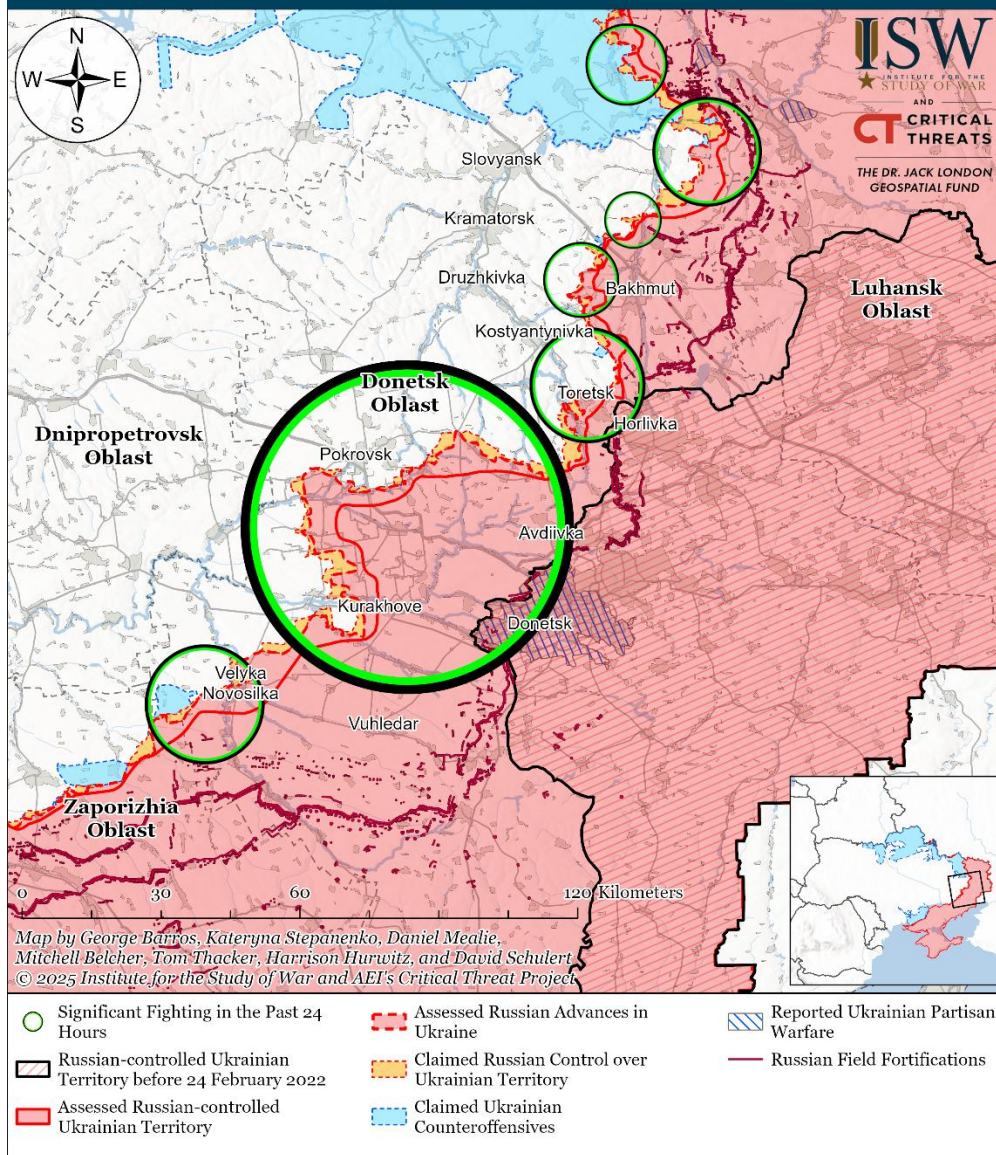 N
W
E
S
ISW
INSTITUTE FOR THE
STUDY OF WAR
AND
CT CRITICAL
THREATS
THE DR. JACK LONDON
GEOSPATIAL FUND
Slovyansk
Kramatorsk
Druzhkivka
Bakhmut
Luhansk
Oblast
Kostyantynivka
Donetsk
Oblast
Toretsk
Horlivka
Dnipropetrovsk
Oblast
Pokrovsk
Avdiivka
Kurakhove
Donetsk
Velyka
Novosilka
Vuhledar
Zaporizhia
Oblast
0 30 60 120 Kilometers
Map by George Barros, Kateryna Stepanenko, Daniel Mealie,
Mitchell Belcher, Tom Thacker, Harrison Hurwitz, and David Schulert
© 2025 Institute for the Study of War and AEI's Critical Threat Project
Significant Fighting in the Past 24
Hours
Russian-controlled Ukrainian
Territory before 24 February 2022
Assessed Russian-controlled
Ukrainian Territory
Assessed Russian Advances in
Ukraine
Claimed Russian Control over
Ukrainian Territory
Claimed Ukrainian
Counteroffensives
Reported Ukrainian Partisan
Warfare
Russian Field Fortifications